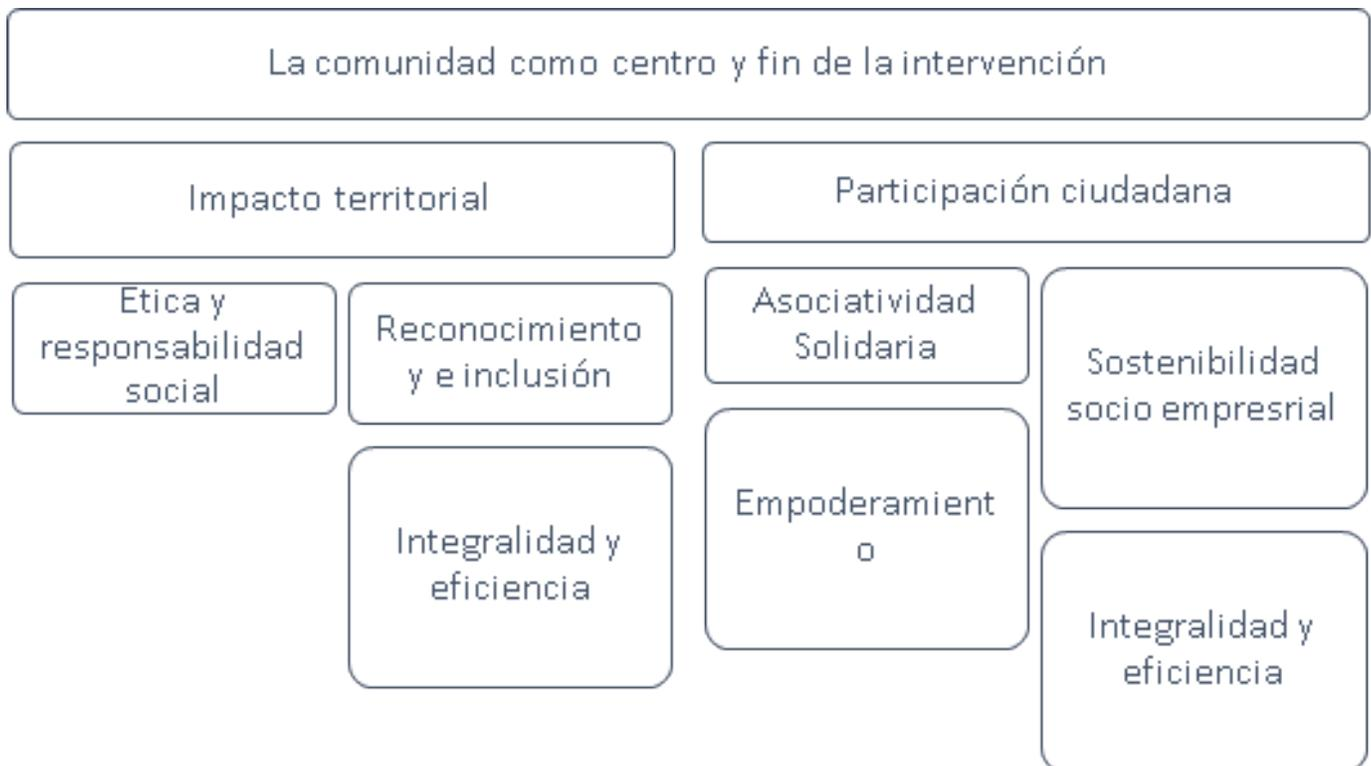 La comunidad como centro y fin de la intervención
Impacto territorial
Participación ciudadana
Etica y
responsabilidad
social
Reconocimiento
y e inclusión
Integralidad y
eficiencia
Asociatividad
Solidaria
Empoderamient
o
Sostenibilidad
socio empresrial
Integralidad y
eficiencia